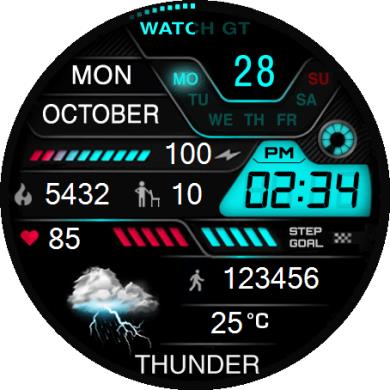 WATCH GT
MON
MO
28
SU
TU
SA
OCTOBER
WE TH FR
100
PM
02:34
5432
10
85
STEP
GOAL
123456
25°C
THUNDER